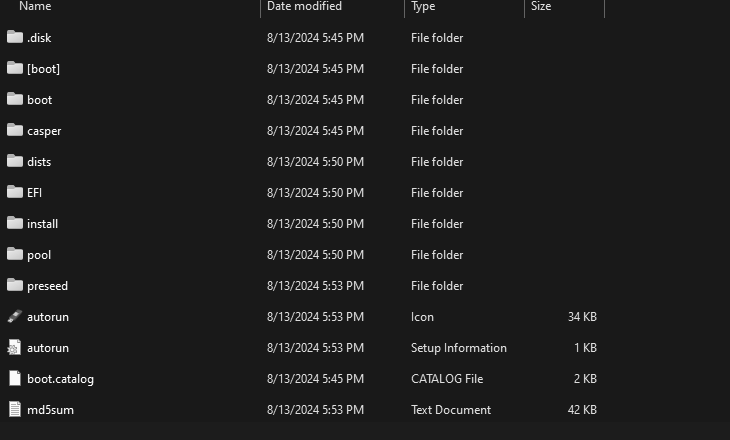 Name Date modified Type Size
.disk 8/13/2024 5:45 PM File folder
[boot] 8/13/2024 5:45 PM File folder
boot 8/13/2024 5:45 PM File folder
casper 8/13/2024 5:45 PM File folder
dists 8/13/2024 5:50 PM File folder
EFI 8/13/2024 5:50 PM File folder
install 8/13/2024 5:50 PM File folder
pool 8/13/2024 5:50 PM File folder
preseed 8/13/2024 5:53 PM File folder
autorun 8/13/2024 5:53 PM Icon 34 KB
autorun 8/13/2024 5:53 PM Setup Information 1 KB
boot.catalog 8/13/2024 5:45 PM CATALOG File 2 KB
md5sum 8/13/2024 5:53 PM Text Document 42 KB